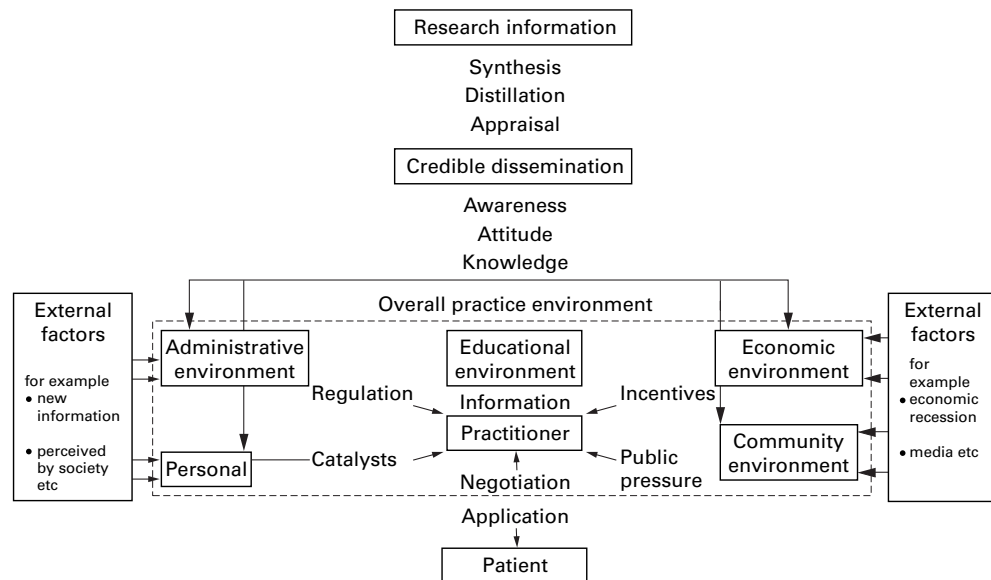 Research information
Synthesis
Distillation
Appraisal
Credible dissemination
Awareness
Attitude
Knowledge
Overall practice environment
External
factors
for example
• new
information
• perceived
by society
etc
Administrative
environment
Educational
environment
Economic
environment
Regulation
Information
Incentives
Practitioner
Personal
Catalysts
Negotiation
Public
pressure
Community
environment
External
factors
for
example
• economic
recession
• media etc
Application
Patient